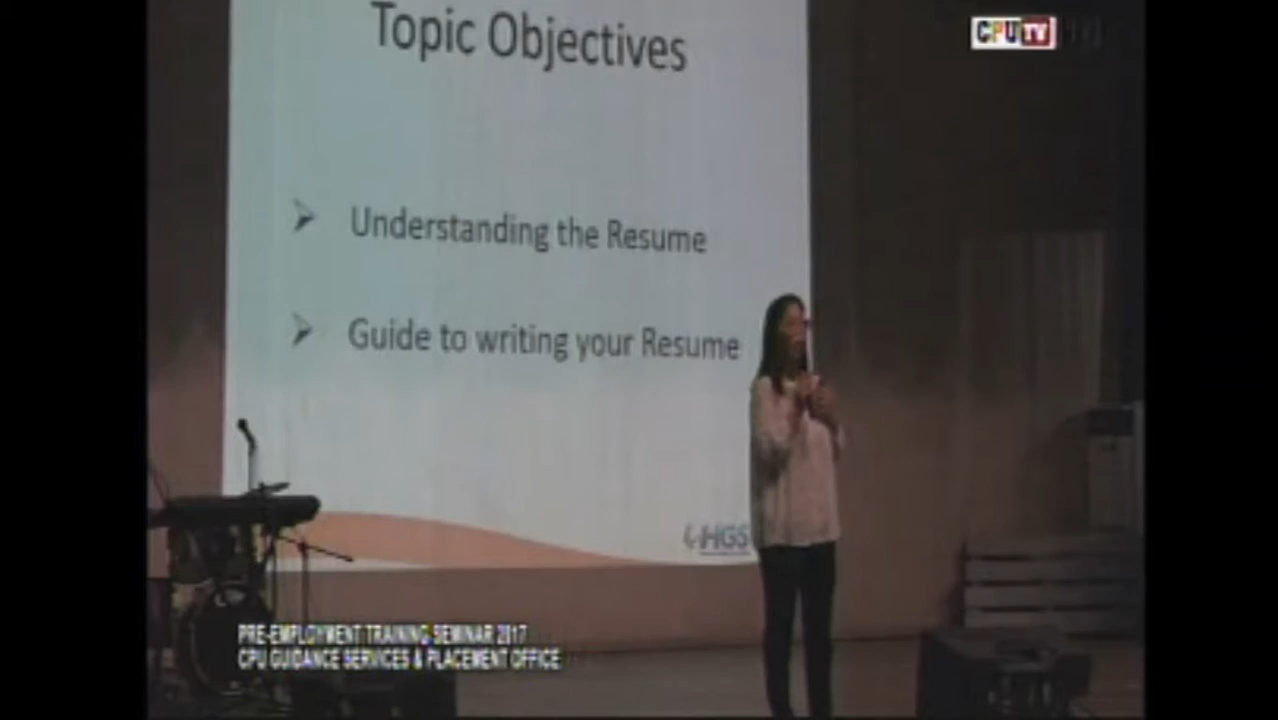 Topic Objectives
CPUTV
Understanding the Resume
Guide to writing your Resume
HGS
PRE-EMPLOYMENT TRAINING SEMINAR 2017
CPU GUIDANCE SERVICES & PLACEMENT OFFICE